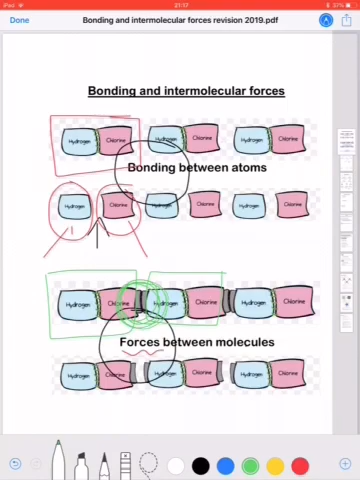 iPad
21:17
31%
Done
Bonding and intermolecular forces revision 2019.pdf
Bonding and intermolecular forces
Hydrogen Chlorine Hydrogen Chlorine Hydrogen Chlorine
Bonding between atoms
Hydrogen Chlorine Hydrogen Chlorine Hydrogen Chlorine
Hydrogen Chlorine Hydrogen Chlorine Hydrogen Chlorine
Forces between molecules
Hydrogen Chlorine Hydrogen Chlorine Hydrogen Chlorine